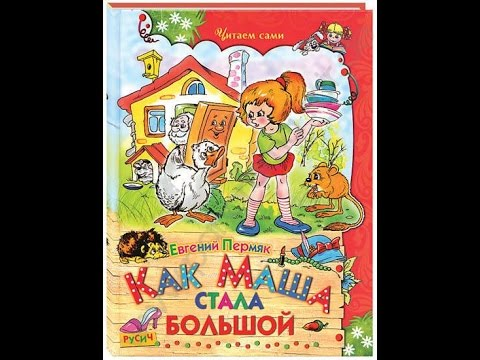 Читаем сами
Евгений Пермяк
Как Маша
стала
большой
РУСИЧ